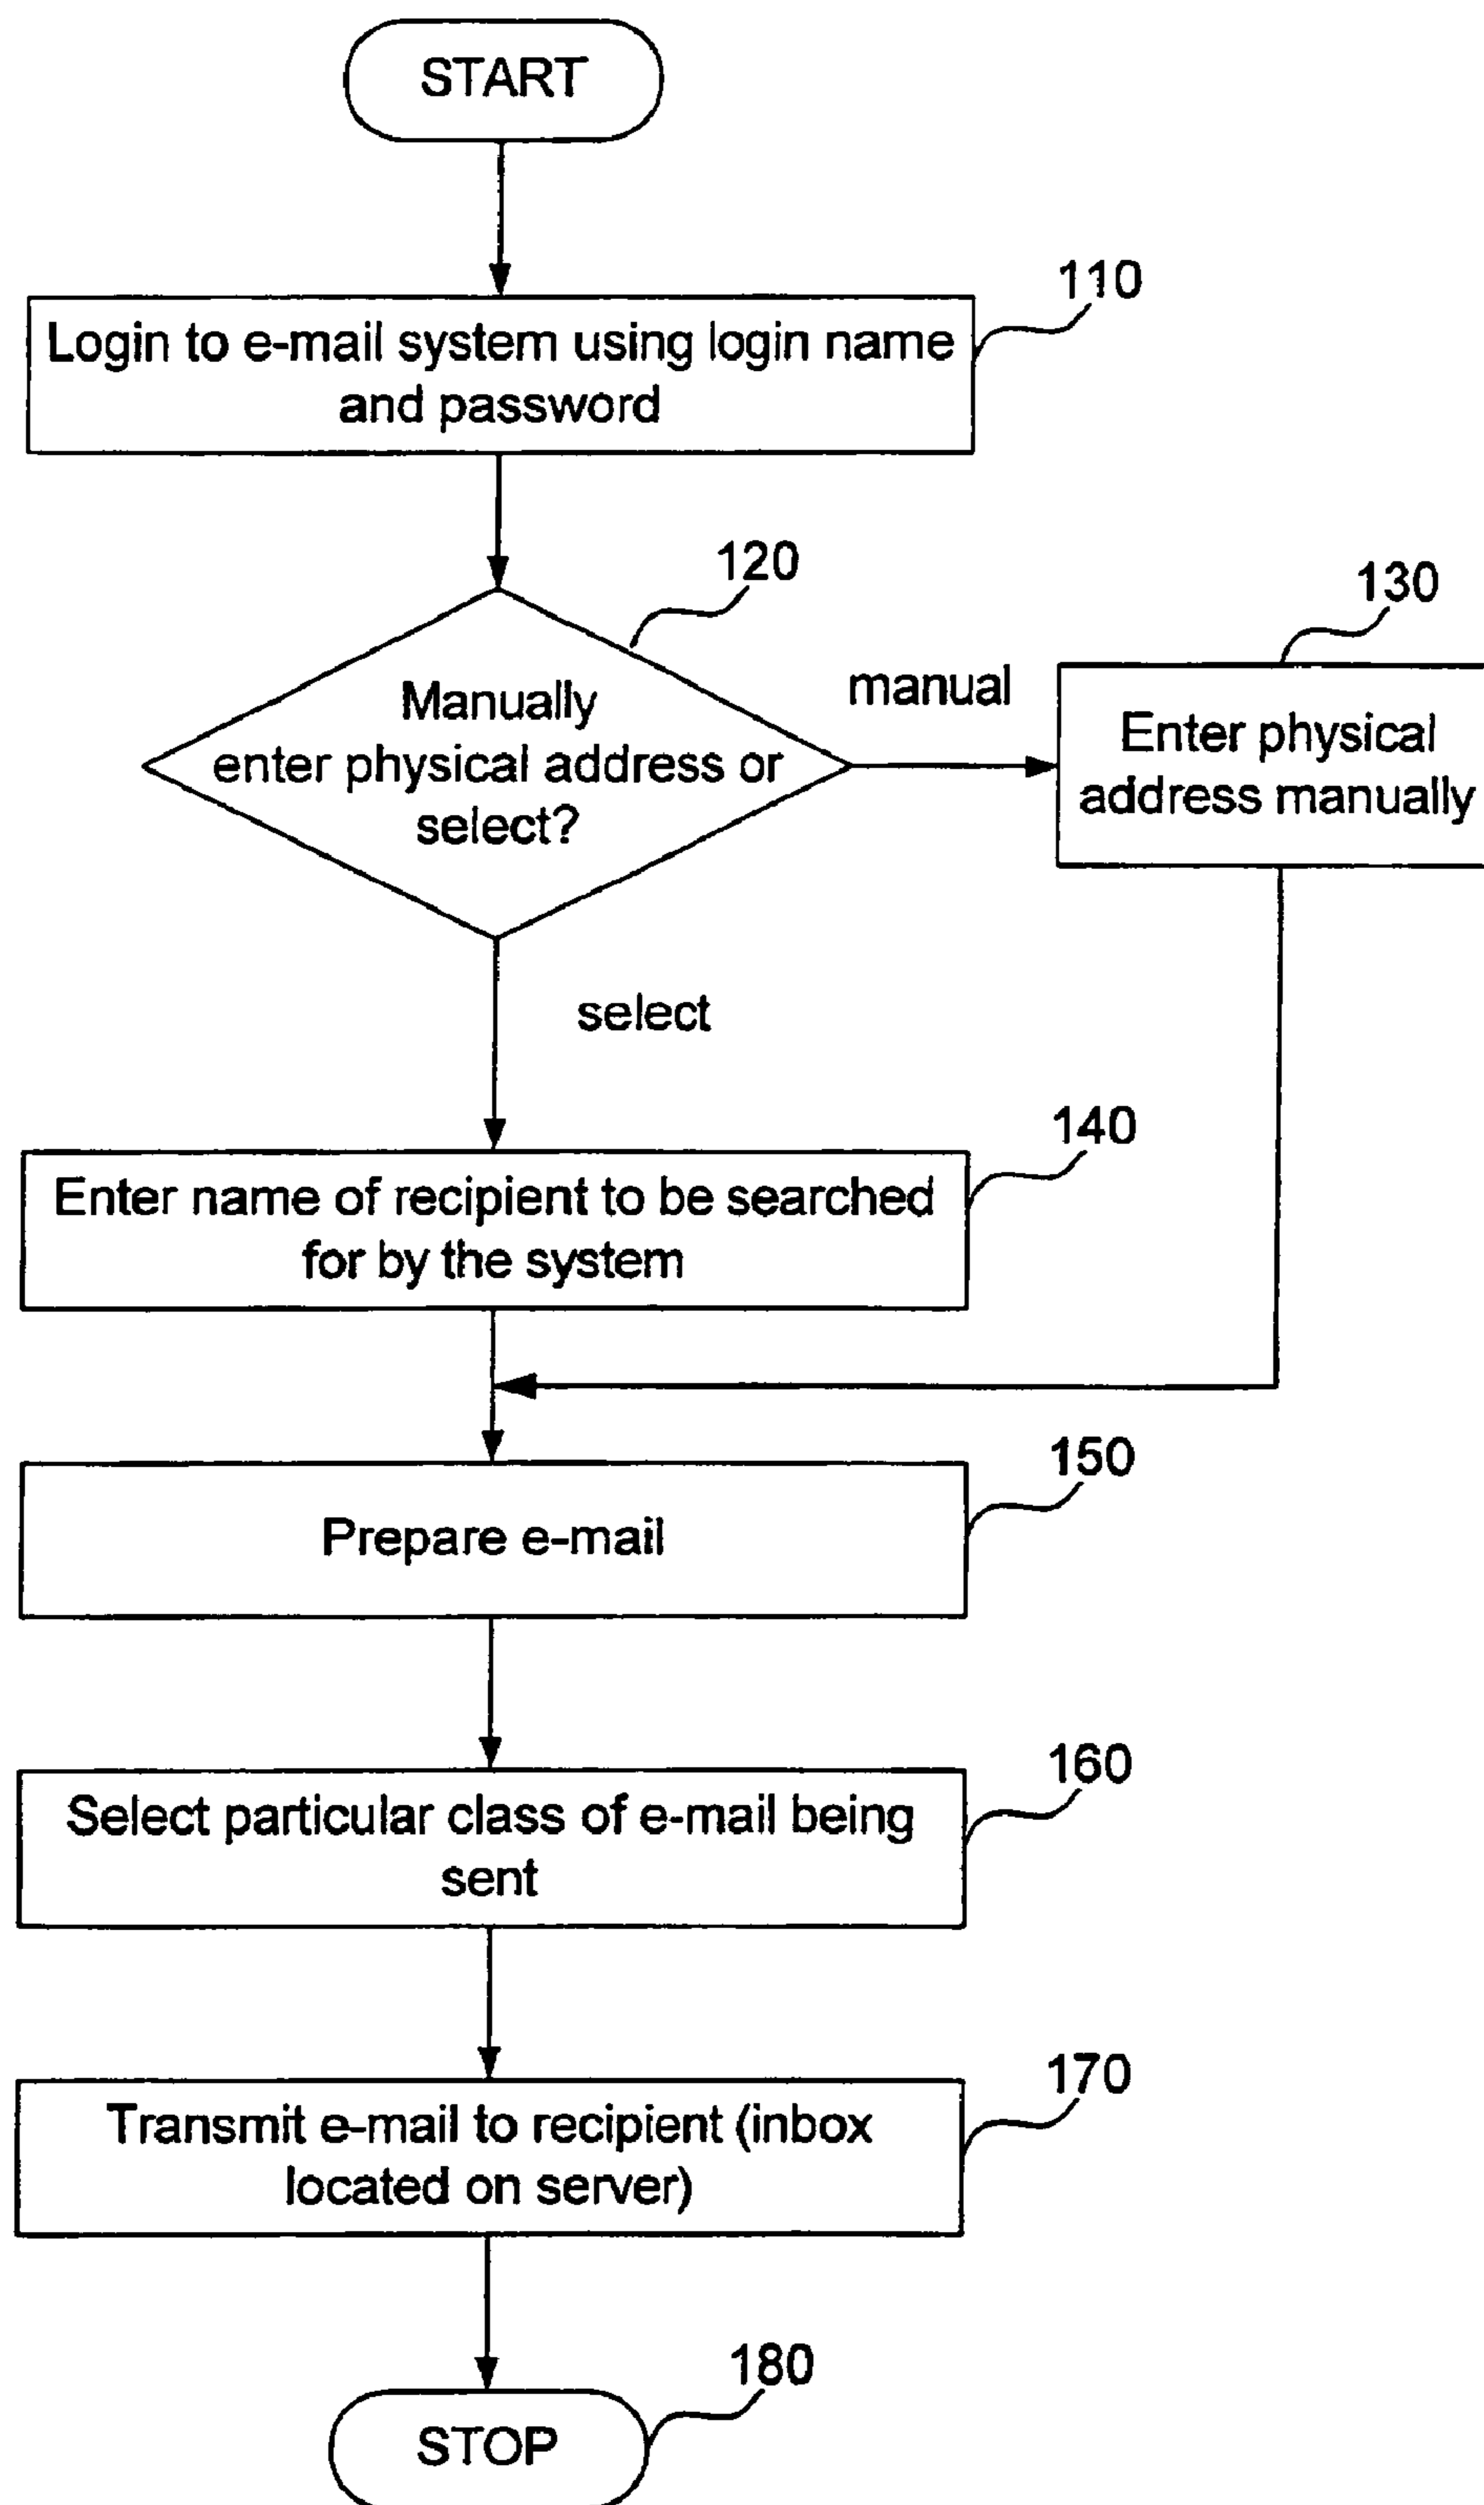 START
110
Login to e-mail system using login name
and password
120
130
Manually
enter physical address or
select?
manual
Enter physical
address manually
select
140
Enter name of recipient to be searched
for by the system
150
Prepare e-mail
160
Select particular class of e-mail being
sent
170
Transmit e-mail to recipient (inbox
located on server)
180
STOP